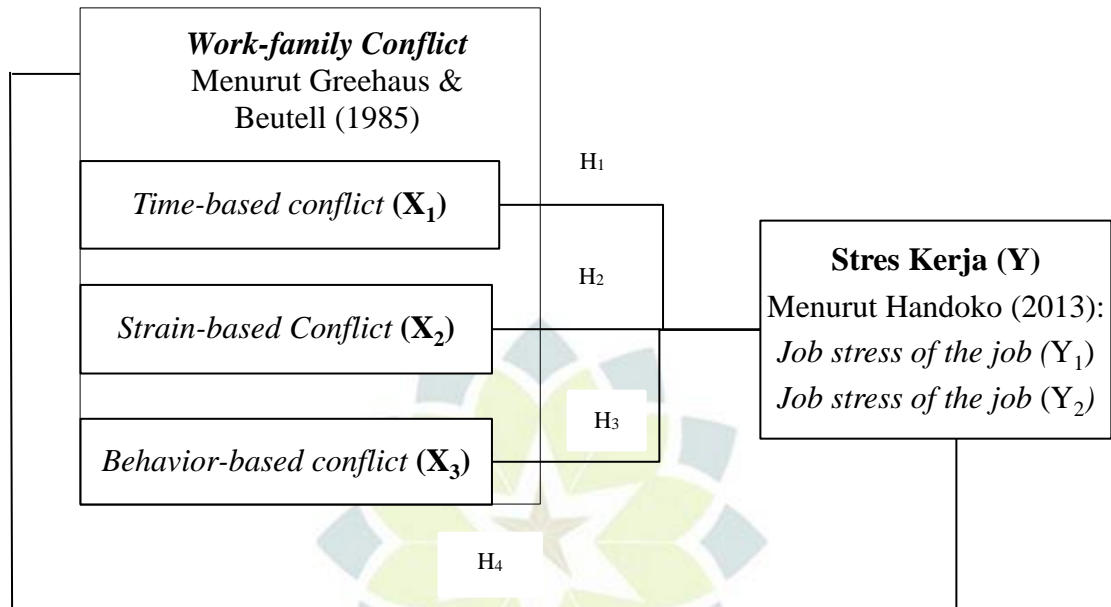 Work-family Conflict
Menurut Greehaus &
Beutell (1985)
H₁
Time-based conflict (X₁)
H₂
Strain-based Conflict (X₂)
H₃
Behavior-based conflict (X₃)
H₄
Stres Kerja (Y)
Menurut Handoko (2013):
Job stress of the job (Y₁)
Job stress of the job (Y₂)